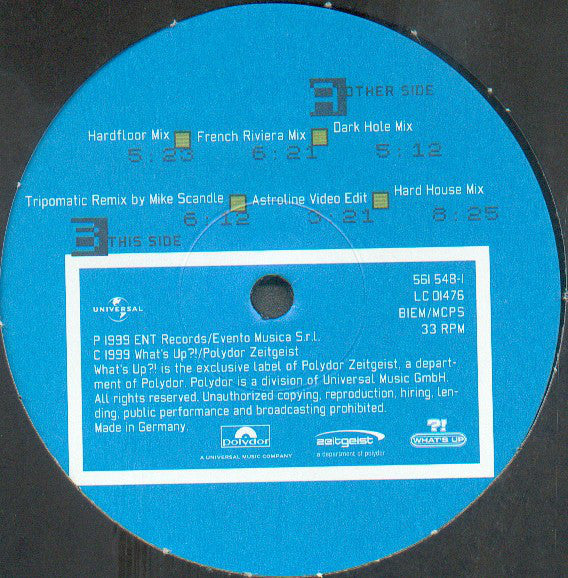 OTHER SIDE
Hardfloor Mix French Riviera Mix Dark Hole Mix
5:23 6:21 5:12
Tripomatic Remix by Mike Scandle Astroline Video Edit Hard House Mix
6:12 3:21 8:25
THIS SIDE
561 548-1
LC 01476
BIEM/MCPS
33 RPM
UNIVERSAL
P 1999 ENT Records/Evento Musica S.r.l.
C 1999 What's Up?!/Polydor Zeitgeist
What's Up?! is the exclusive label of Polydor Zeitgeist, a depart-
ment of Polydor. Polydor is a division of Universal Music GmbH.
All rights reserved. Unauthorized copying, reproduction, hiring, len-
ding, public performance and broadcasting prohibited.
Made in Germany.
polydor
A UNIVERSAL MUSIC COMPANY
zeitgeist
a department of polydor
?!
WHAT'S UP